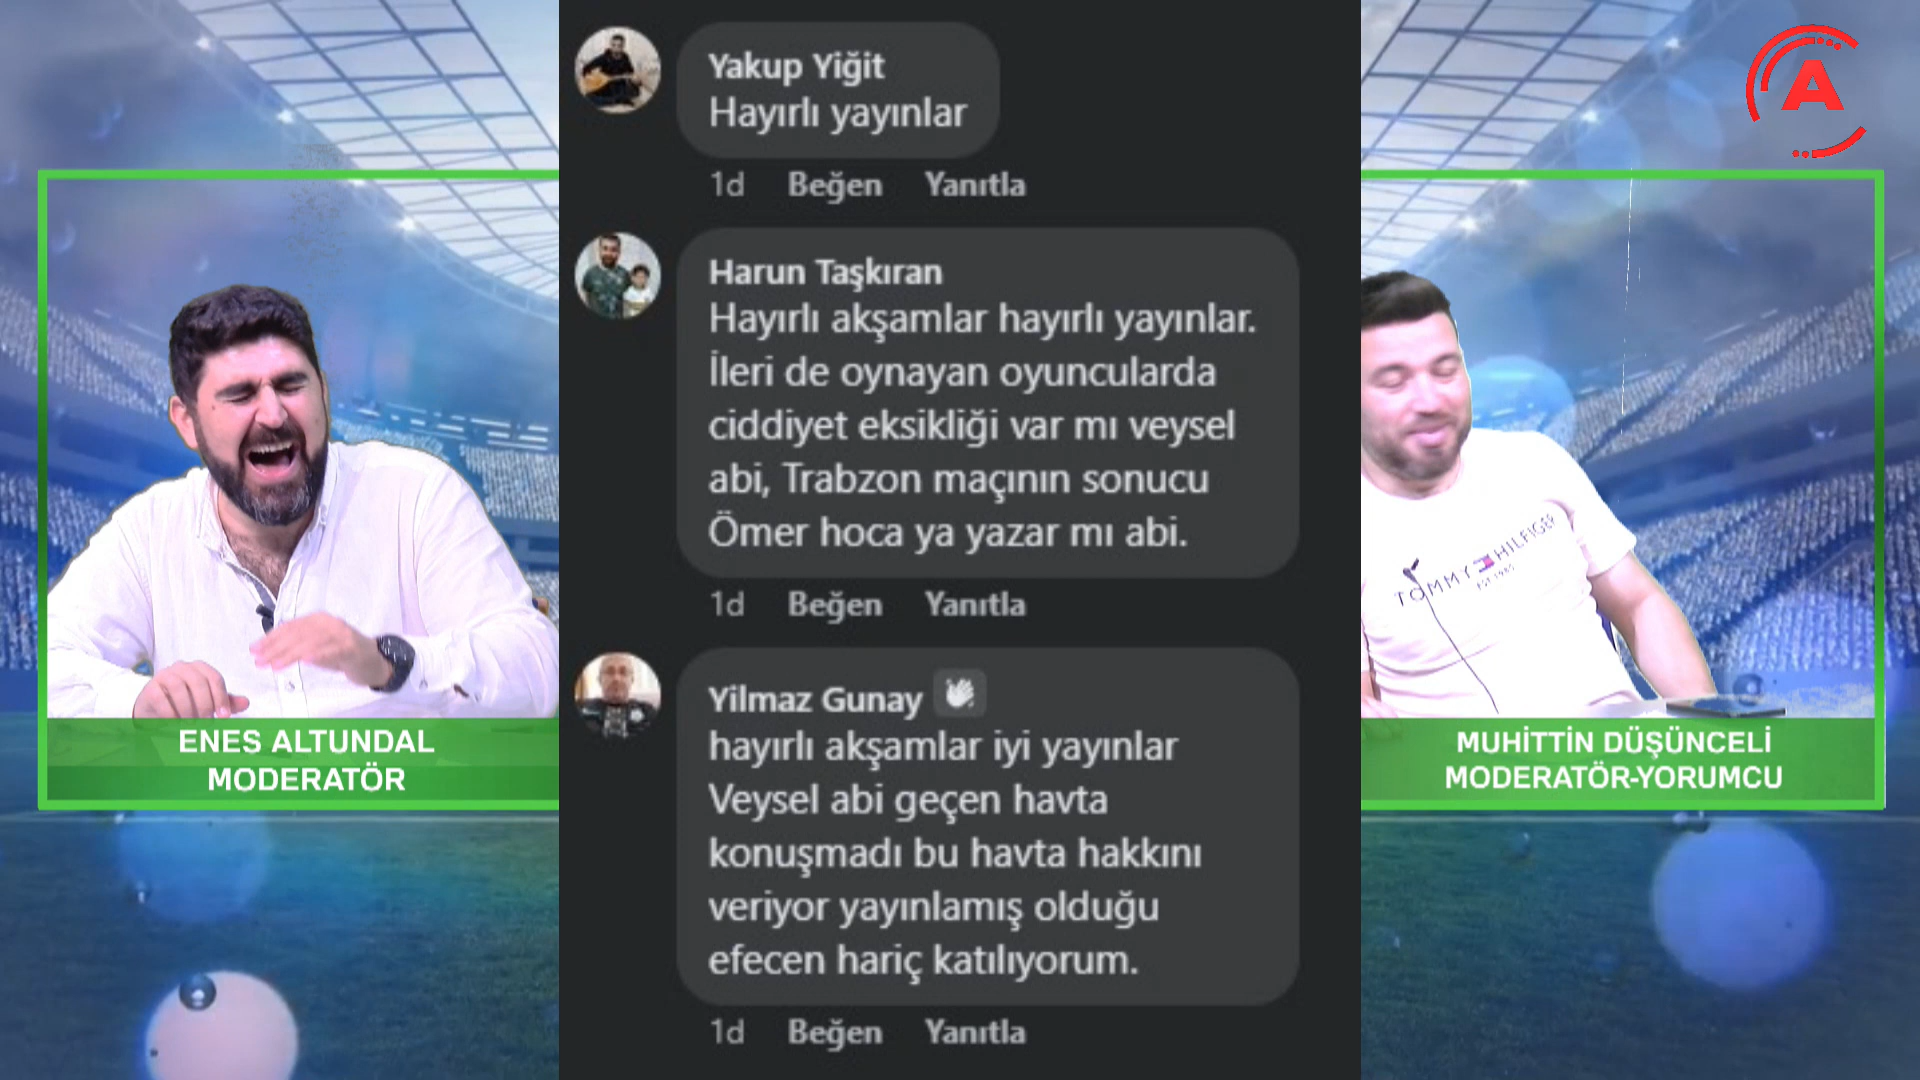 A
Yakup Yiğit
Hayırlı yayınlar
1d Beğen Yanıtla
Harun Taşkıran
Hayırlı akşamlar hayırlı yayınlar.
İleri de oynayan oyuncularda
ciddiyet eksikliği var mı veysel
abi, Trabzon maçının sonucu
Ömer hoca ya yazar mı abi.
1d Beğen Yanıtla
Yilmaz Gunay
hayırlı akşamlar iyi yayınlar
Veysel abi geçen havta
konuşmadı bu havta hakkını
veriyor yayınlamış olduğu
efecen hariç katılıyorum.
1d Beğen Yanıtla
ENES ALTUNDAL
MODERATÖR
TOMMY HILFIGER
EST. 1985
MUHİTTİN DÜŞÜNCELİ
MODERATÖR-YORUMCU